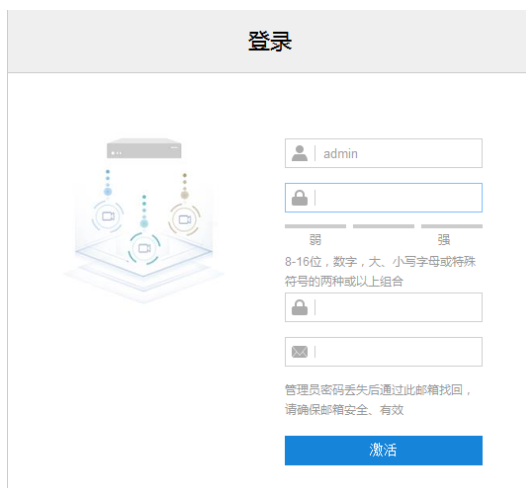 登录
admin
弱 强
8-16位，数字，大、小写字母或特殊
符号的两种或以上组合
管理员密码丢失后通过此邮箱找回，
请确保邮箱安全、有效
激活